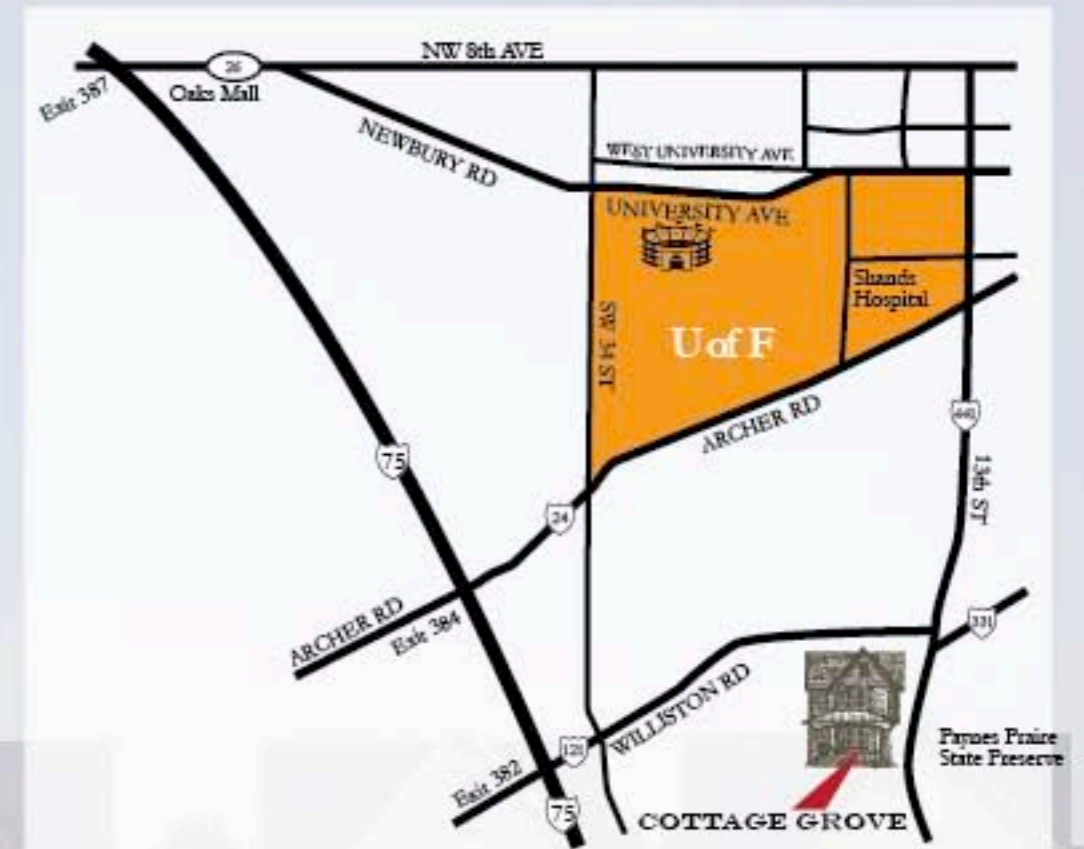 NW 8th AVE
26
Exit 387
Oaks Mall
NEWBURY RD
WEST UNIVERSITY AVE
UNIVERSITY AVE
Shands
Hospital
SW 34 ST
U of F
ARCHER RD
441
75
13th ST
24
ARCHER RD
Exit 384
331
WILLISTON RD
121
Paynes Praire
State Preserve
Exit 382
75
COTTAGE GROVE